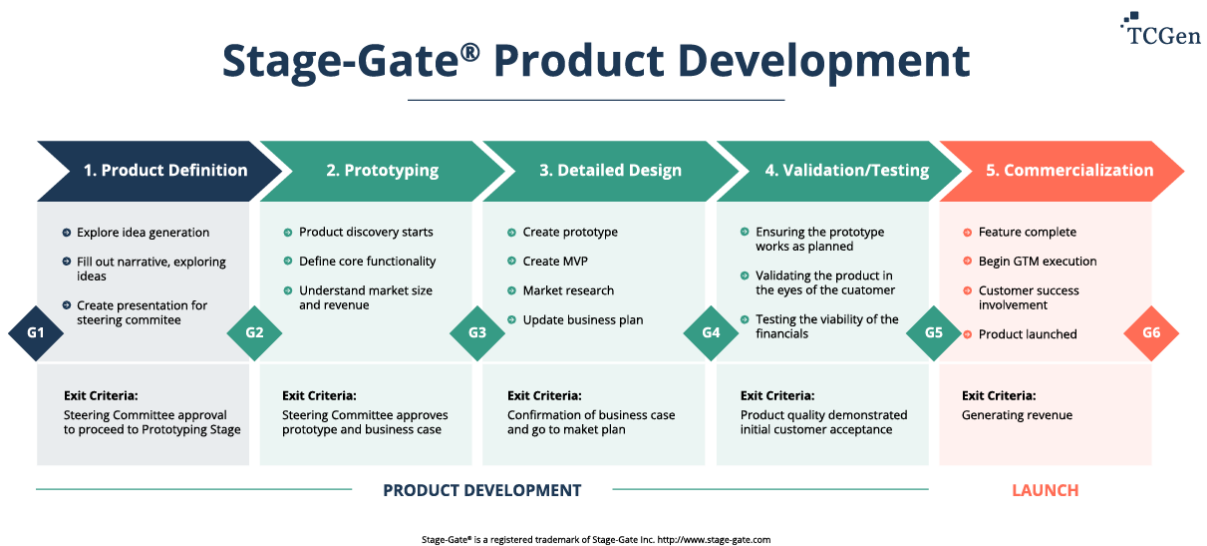 TCGen
Stage-Gate® Product Development
1. Product Definition
2. Prototyping
3. Detailed Design
4. Validation/Testing
5. Commercialization
Explore idea generation
Fill out narrative, exploring
ideas
Create presentation for
steering commitee
Product discovery starts
Define core functionality
Understand market size
and revenue
Create prototype
Create MVP
Market research
Update business plan
Ensuring the prototype
works as planned
Validating the product in
the eyes of the cuatomer
Testing the viability of the
financials
Feature complete
Begin GTM execution
Customer success
involvement
Product launched
G1
G2
G3
G4
G5
G6
Exit Criteria:
Steering Committee approval
to proceed to Prototyping Stage
Exit Criteria:
Steering Committee approves
prototype and business case
Exit Criteria:
Confirmation of business case
and go to maket plan
Exit Criteria:
Product quality demonstrated
initial customer acceptance
Exit Criteria:
Generating revenue
PRODUCT DEVELOPMENT
LAUNCH
Stage-Gate® is a registered trademark of Stage-Gate Inc. http://www.stage-gate.com